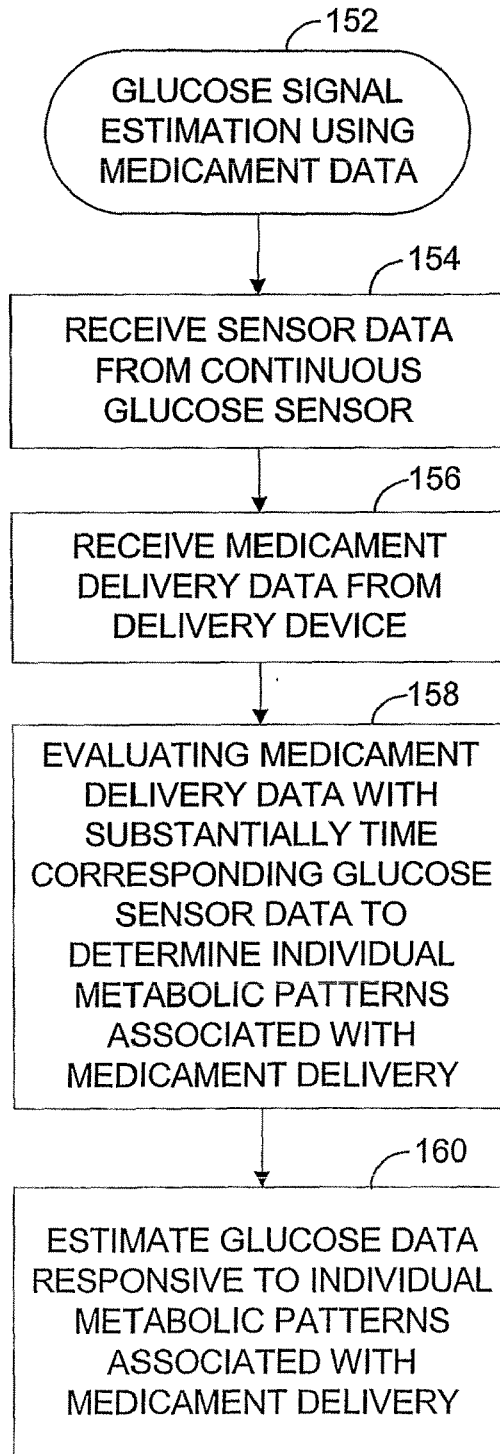 152
GLUCOSE SIGNAL
ESTIMATION USING
MEDICAMENT DATA
154
RECEIVE SENSOR DATA
FROM CONTINUOUS
GLUCOSE SENSOR
156
RECEIVE MEDICAMENT
DELIVERY DATA FROM
DELIVERY DEVICE
158
EVALUATING MEDICAMENT
DELIVERY DATA WITH
SUBSTANTIALLY TIME
CORRESPONDING GLUCOSE
SENSOR DATA TO
DETERMINE INDIVIDUAL
METABOLIC PATTERNS
ASSOCIATED WITH
MEDICAMENT DELIVERY
160
ESTIMATE GLUCOSE DATA
RESPONSIVE TO INDIVIDUAL
METABOLIC PATTERNS
ASSOCIATED WITH
MEDICAMENT DELIVERY